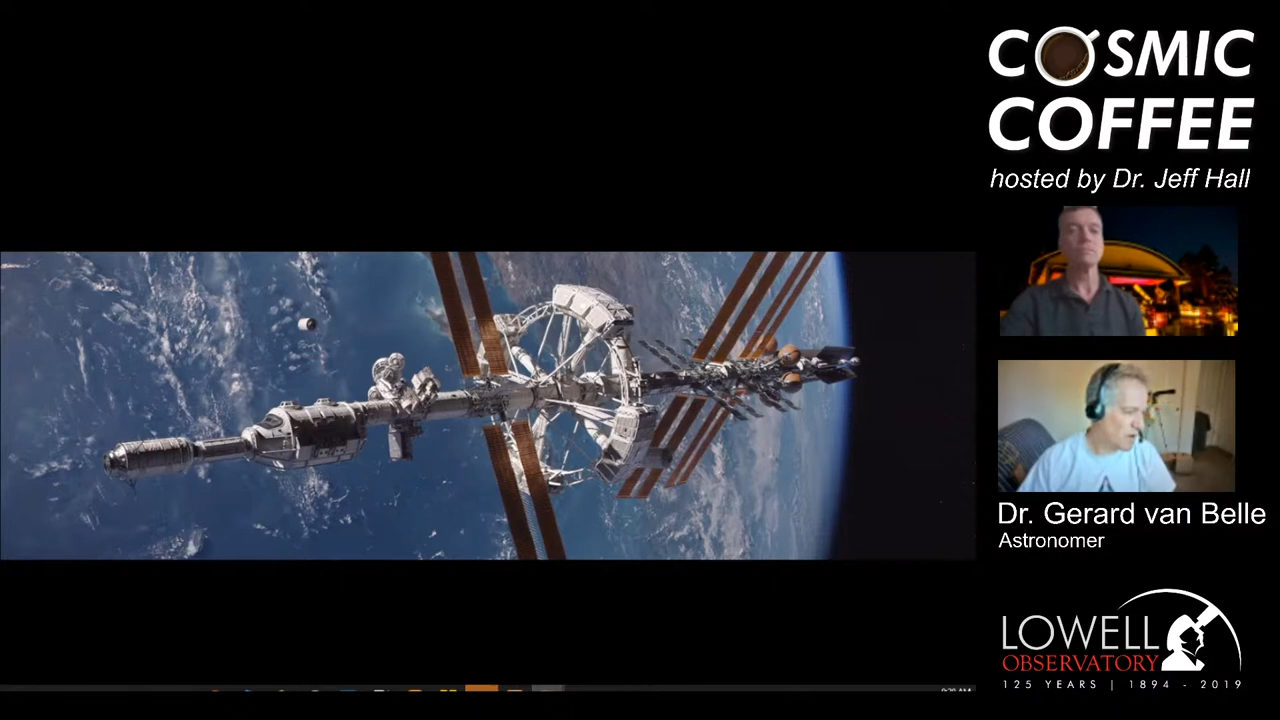 COSMIC
COFFEE
hosted by Dr. Jeff Hall
Dr. Gerard van Belle
Astronomer
LOWELL
OBSERVATORY
125 YEARS | 1894 - 2019